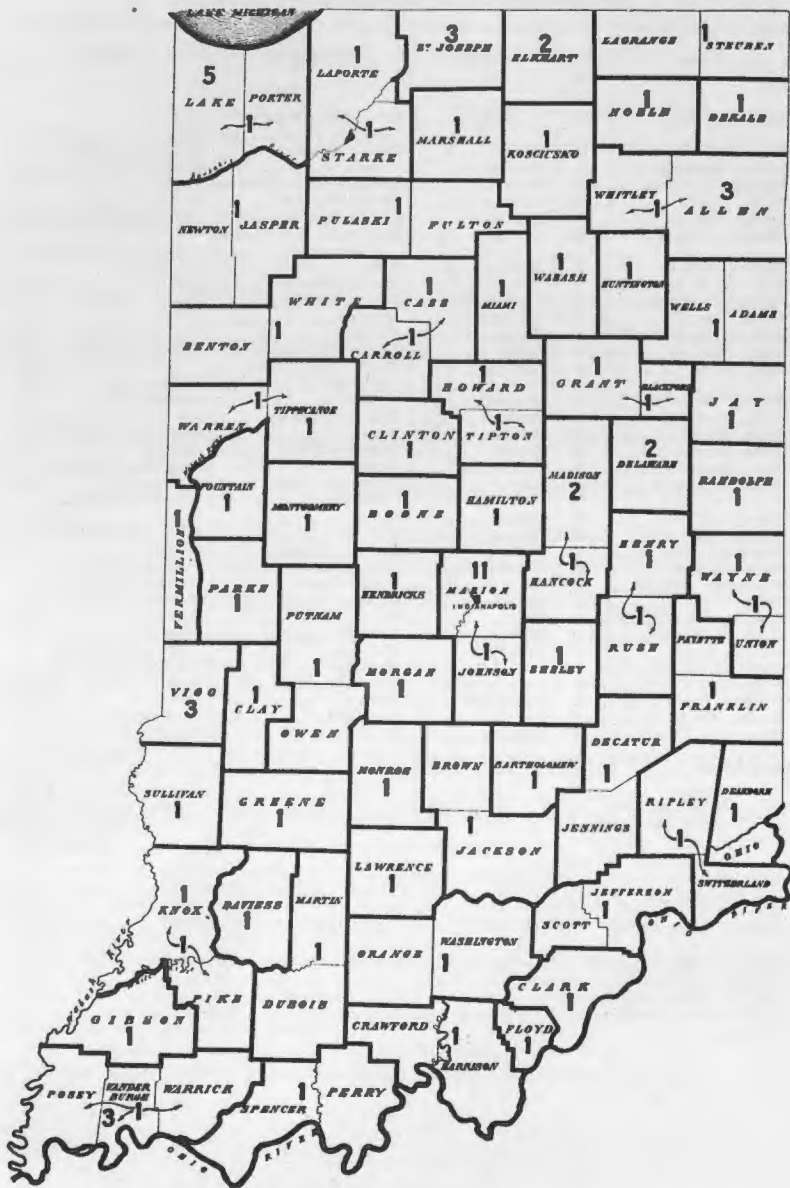 LAKE MICHIGAN
3
ST JOSEPH
2
ELKHART
LAGRANGE
1
STEUBEN
1
LAPORTE
5
LAKE
PORTER
1
1
STARKE
1
MARSHALL
1
KOSCIUSKO
1
NOBLE
1
DEKALB
WHITLEY
1
3
ALLEN
NEWTON
1
JASPER
PULASKI
1
FULTON
1
WABASH
1
HUNTINGTON
WELLS
1
ADAMS
WHITE
1
1
CASS
1
MIAMI
BENTON
CARROLL
1
1
HOWARD
1
TIPTON
1
GRANT
BLACKFORD
1
JAY
1
WARREN
1
TIPPECANOE
1
CLINTON
1
MADISON
2
2
DELAWARE
RANDOLPH
1
FOUNTAIN
1
MONTGOMERY
1
1
BOONE
HAMILTON
1
VERMILLION
1
PARKE
1
PUTNAM
1
1
HENDRICKS
11
MARION
INDIANAPOLIS
1
HANCOCK
HENRY
1
1
WAYNE
1
UNION
FAYETTE
1
RUSH
VIGO
3
1
CLAY
OWEN
MORGAN
1
1
JOHNSON
1
SHELBY
1
FRANKLIN
SULLIVAN
1
GREENE
1
MONROE
1
BROWN
BARTHOLOMEW
1
DECATUR
1
RIPLEY
1
DEARBORN
1
OHIO
SWITZERLAND
1
JACKSON
JENNINGS
1
KNOX
1
DAVIESS
1
MARTIN
1
LAWRENCE
1
ORANGE
WASHINGTON
1
SCOTT
JEFFERSON
1
OHIO RIVER
CLARK
1
GIBSON
1
PIKE
DUBOIS
CRAWFORD
1
HARRISON
FLOYD
1
POSEY
VANDER
BURGH
3
1
WARRICK
1
SPENCER
PERRY
OHIO RIVER